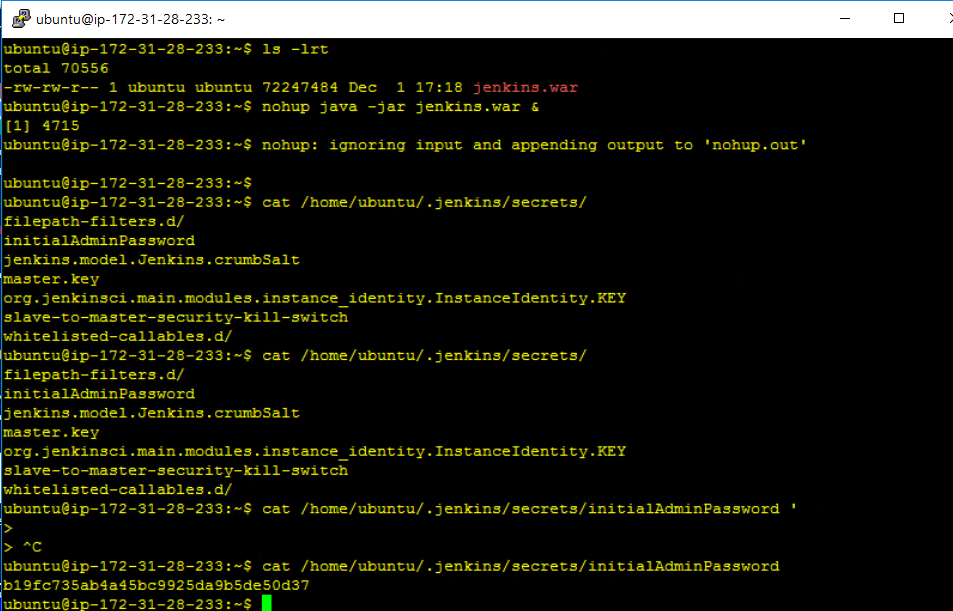 ubuntu@ip-172-31-28-233: ~
ubuntu@ip-172-31-28-233:~$ ls -lrt
total 70556
-rw-rw-r-- 1 ubuntu ubuntu 72247484 Dec  1 17:18 jenkins.war
ubuntu@ip-172-31-28-233:~$ nohup java -jar jenkins.war &
[1] 4715
ubuntu@ip-172-31-28-233:~$ nohup: ignoring input and appending output to 'nohup.out'
ubuntu@ip-172-31-28-233:~$
ubuntu@ip-172-31-28-233:~$ cat /home/ubuntu/.jenkins/secrets/
filepath-filters.d/
initialAdminPassword
jenkins.model.Jenkins.crumbSalt
master.key
org.jenkinsci.main.modules.instance_identity.InstanceIdentity.KEY
slave-to-master-security-kill-switch
whitelisted-callables.d/
ubuntu@ip-172-31-28-233:~$ cat /home/ubuntu/.jenkins/secrets/
filepath-filters.d/
initialAdminPassword
jenkins.model.Jenkins.crumbSalt
master.key
org.jenkinsci.main.modules.instance_identity.InstanceIdentity.KEY
slave-to-master-security-kill-switch
whitelisted-callables.d/
ubuntu@ip-172-31-28-233:~$ cat /home/ubuntu/.jenkins/secrets/initialAdminPassword '
>
> ^C
ubuntu@ip-172-31-28-233:~$ cat /home/ubuntu/.jenkins/secrets/initialAdminPassword
b19fc735ab4a45bc9925da9b5de50d37
ubuntu@ip-172-31-28-233:~$